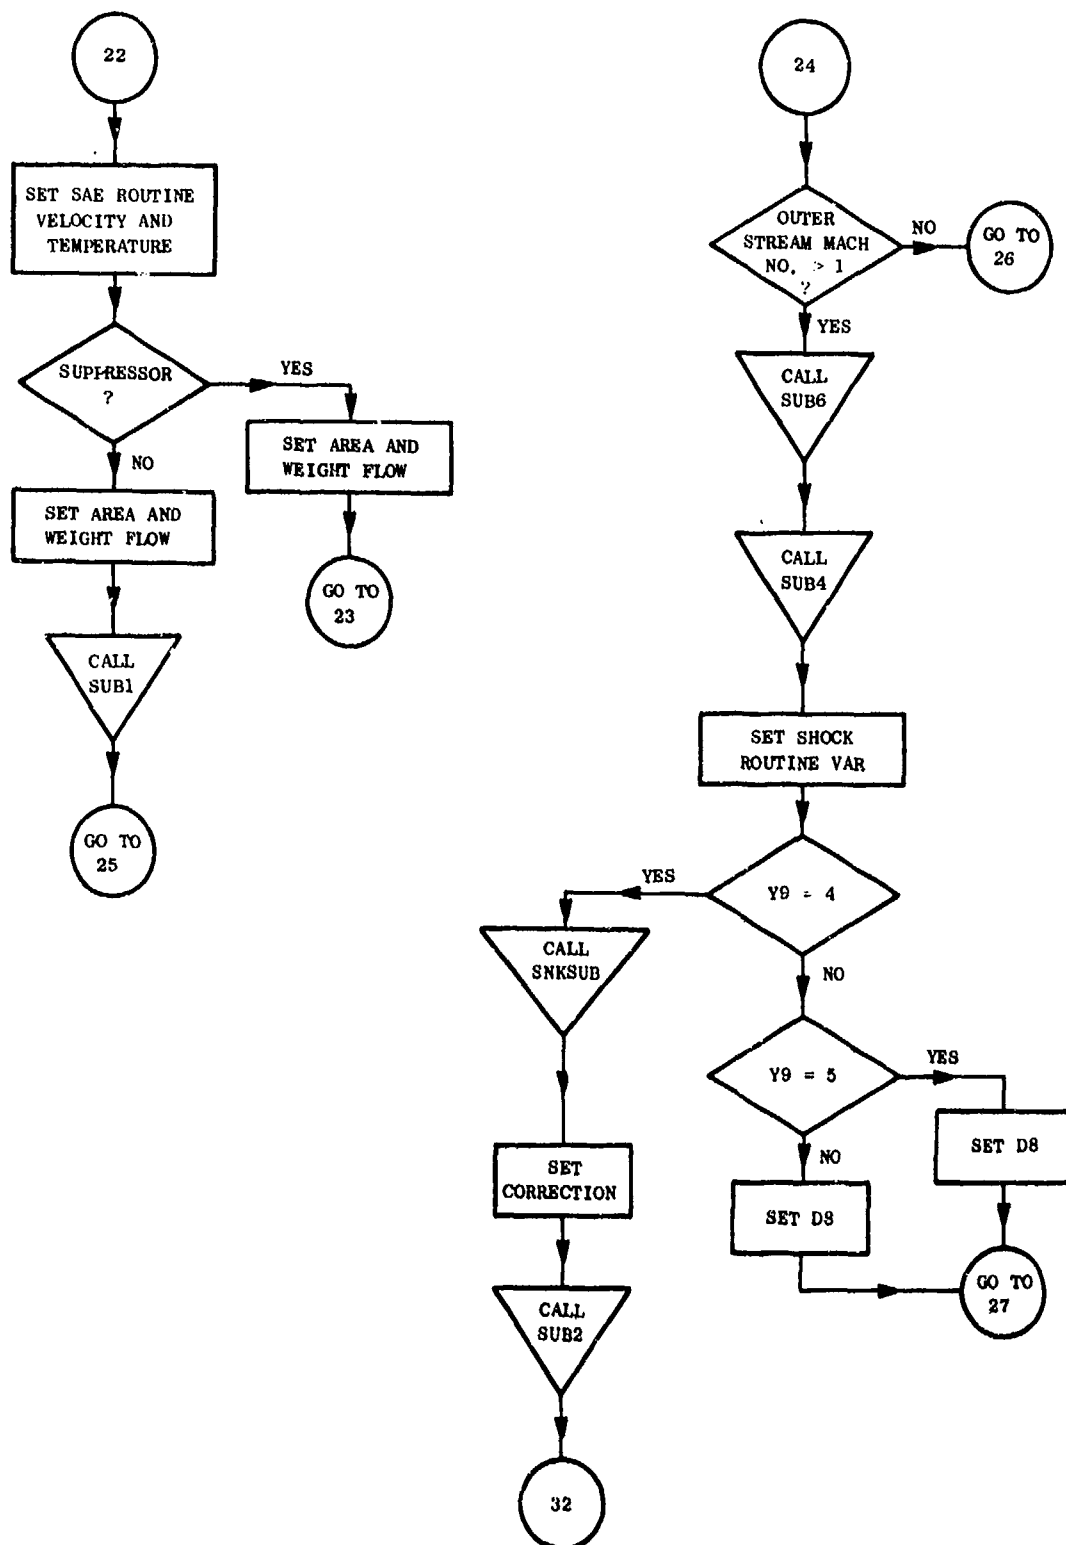 22
SET SAE ROUTINE
VELOCITY AND
TEMPERATURE
SUPPRESSOR
?
YES
NO
SET AREA AND
WEIGHT FLOW
SET AREA AND
WEIGHT FLOW
GO TO
23
CALL
SUB1
GO TO
25
24
OUTER
STREAM MACH
NO. > 1
?
NO
GO TO
26
YES
CALL
SUB6
CALL
SUB4
SET SHOCK
ROUTINE VAR
Y9 = 4
YES
NO
CALL
SNKSUB
Y9 = 5
YES
NO
SET D8
SET D8
GO TO
27
SET
CORRECTION
CALL
SUB2
32